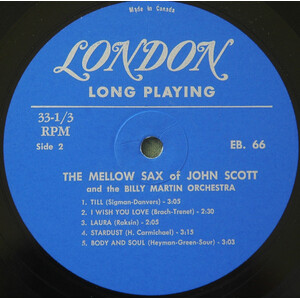 Made in Canada
LONDON
LONG PLAYING
33-1/3
RPM
Side 2
EB. 66
THE MELLOW SAX of JOHN SCOTT
and the BILLY MARTIN ORCHESTRA
1. TILL (Sigman-Danvers) - 3:05
2. I WISH YOU LOVE (Brach-Trenet) - 2:30
3. LAURA (Raksin) - 3:05
4. STARDUST (H. Carmichael) - 3:15
5. BODY AND SOUL (Heyman-Green-Sour) - 3:03